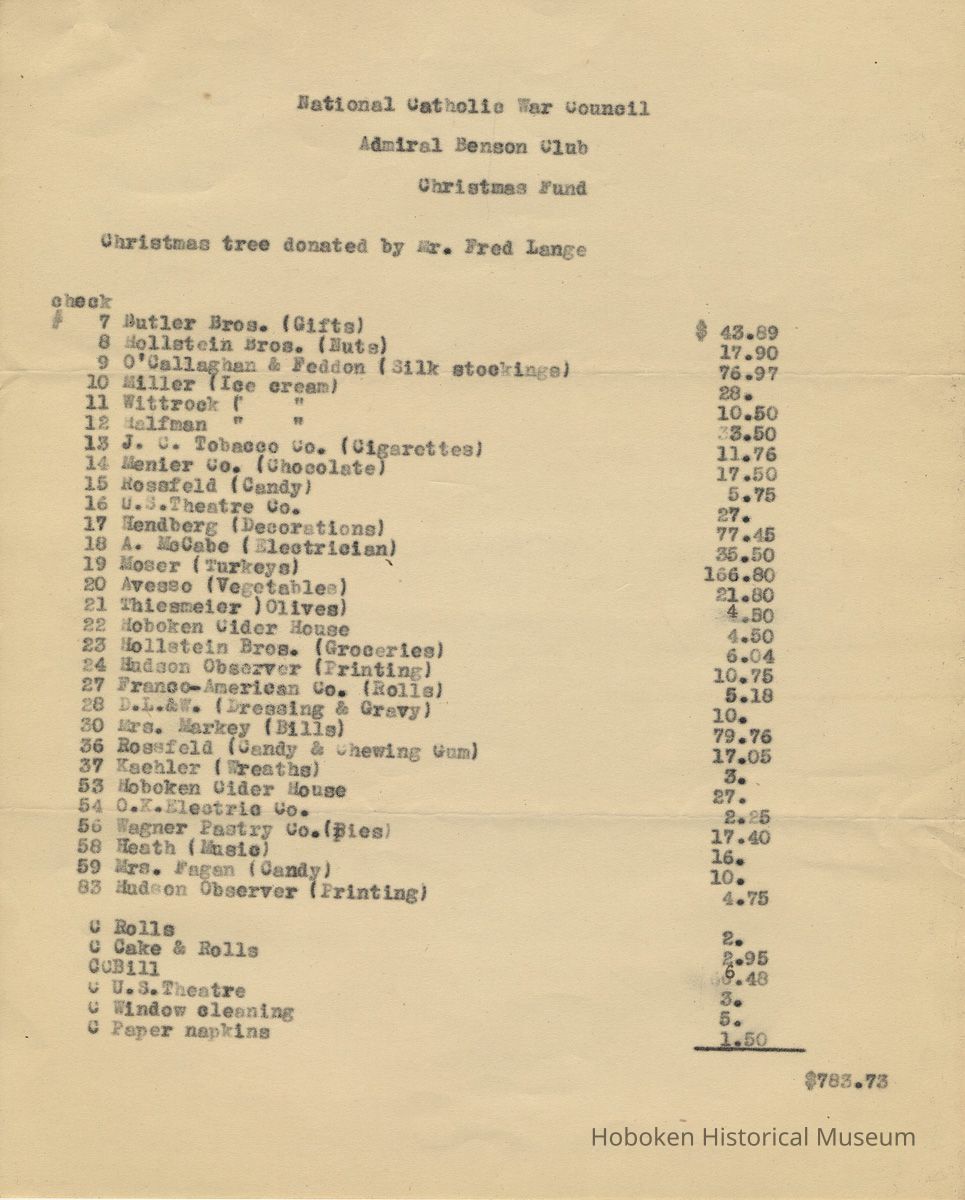 National Catholic War Council
Admiral Benson Club
Christmas Fund
Christmas tree donated by Mr. Fred Lange
check
# 7 Butler Bros. (Gifts) $ 43.89
8 Hollstein Bros. (Nuts) 17.90
9 O'Callaghan & Feddon (Silk stockings) 76.97
10 Miller (Ice cream) 28.
11 Wittrock ( " 10.50
12 Halfman " " 3.50
13 J. C. Tobacco Co. (Cigarettes) 11.76
14 Menier Co. (Chocolate) 17.50
15 Rossfeld (Candy) 5.75
16 U.S.Theatre Co. 27.
17 Hendberg (Decorations) 77.45
18 A. McCabe (Electrician) 35.50
19 Moser (Turkeys) 166.80
20 Avesso (Vegetables) 21.80
21 Thiesmeier )Olives) 4.50
22 Hoboken Cider House 4.50
23 Hollstein Bros. (Groceries) 6.04
24 Hudson Observer (Printing) 10.75
27 Franco-American Co. (Rolls) 5.18
28 D.L.&W. (Dressing & Gravy) 10.
30 Mrs. Markey (Bills) 79.76
36 Rossfeld (Candy & Chewing Gum) 17.05
37 Kaehler (Wreaths) 3.
53 Hoboken Cider House 27.
54 O.K.Electric Co. 2.25
56 Wagner Pastry Co.(Pies) 17.40
58 Heath (Music) 16.
59 Mrs. Fagan (Candy) 10.
83 Hudson Observer (Printing) 4.75
C Rolls 2.
C Cake & Rolls 2.95
CCBill 6.48
C U.S.Theatre 3.
C Window cleaning 5.
C Paper napkins 1.50
$783.73
Hoboken Historical Museum